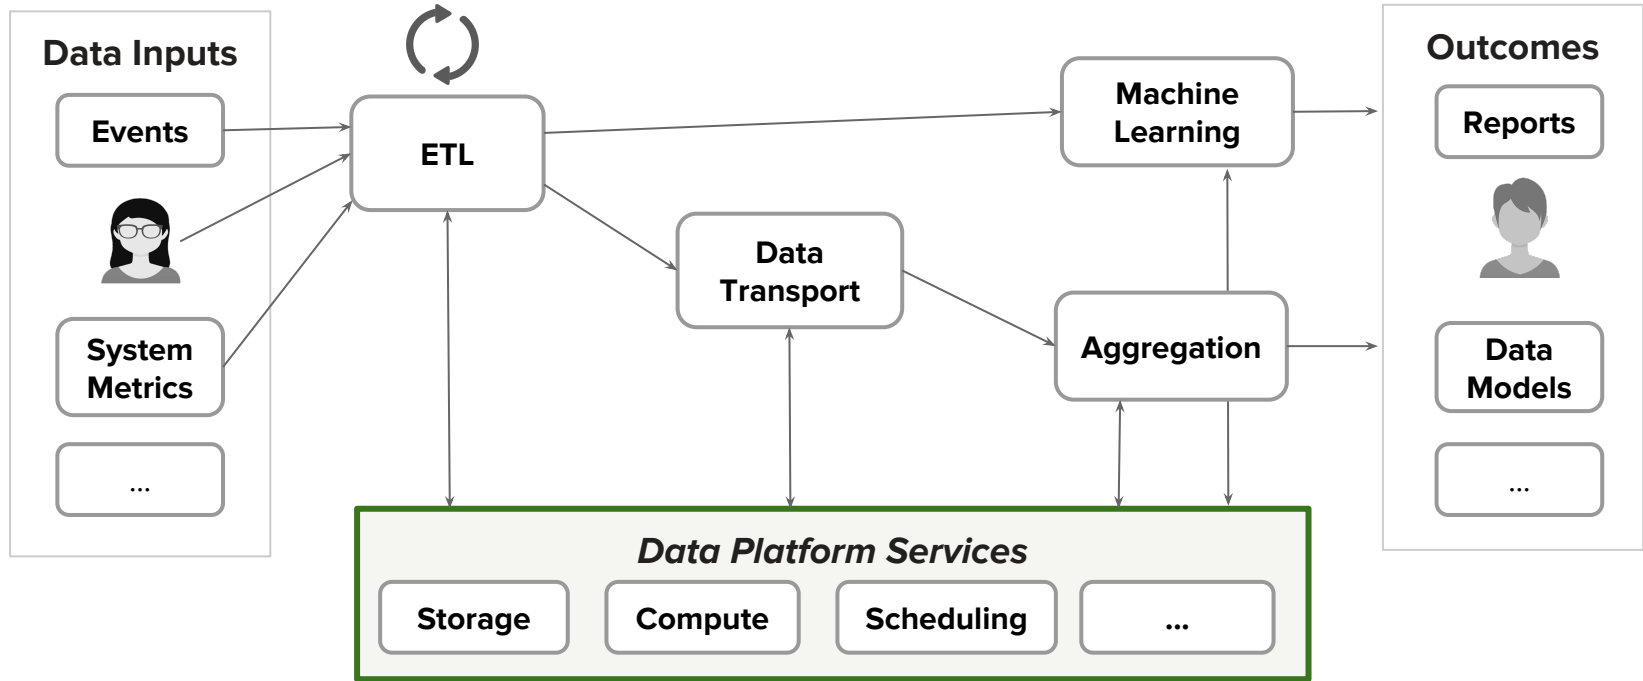 Data Inputs
Events
System
Metrics
...
ETL
Data
Transport
Machine
Learning
Aggregation
Outcomes
Reports
Data
Models
...
Data Platform Services
Storage
Compute
Scheduling
...